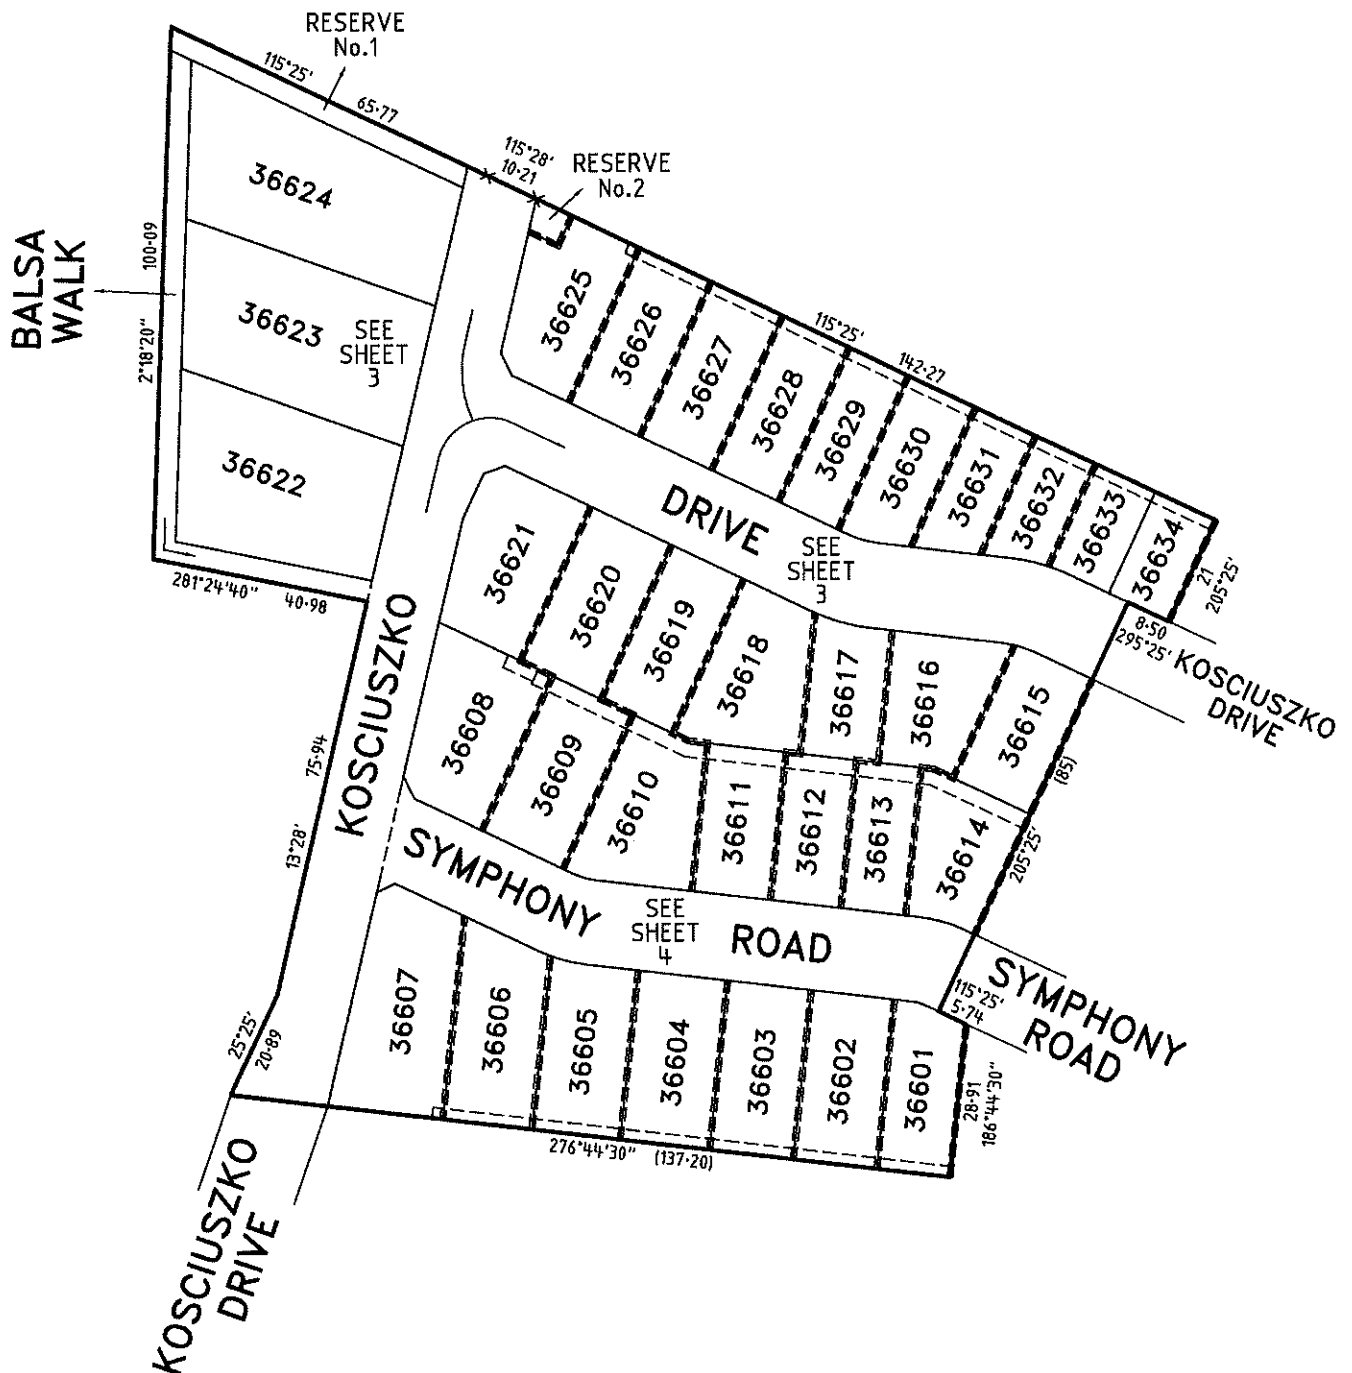 RESERVE
No.1
115°25'
65·77
115°28'
10·21
RESERVE
No.2
36624
36623
36622
SEE
SHEET
3
BALSA
WALK
100·09
2°18'20"
281°24'40"
40·98
36625
36626
36627
36628
36629
36630
36631
36632
36633
36634
115°25'
142·27
21
205°25'
8·50
295°25'
KOSCIUSZKO
DRIVE
DRIVE
SEE
SHEET
3
36621
36620
36619
36618
36617
36616
36615
(85)
205°25'
KOSCIUSZKO
75·94
13°28'
36608
36609
36610
36611
36612
36613
36614
SYMPHONY
ROAD
SEE
SHEET
4
SYMPHONY
ROAD
115°25'
5·74
36607
36606
36605
36604
36603
36602
36601
28·91
186°44'30"
25°25'
20·89
276°44'30"
(137·20)
KOSCIUSZKO
DRIVE